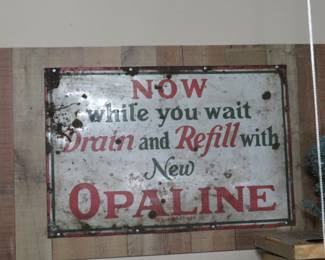 NOW
while you wait
Drain and Refill with
New
OPALINE